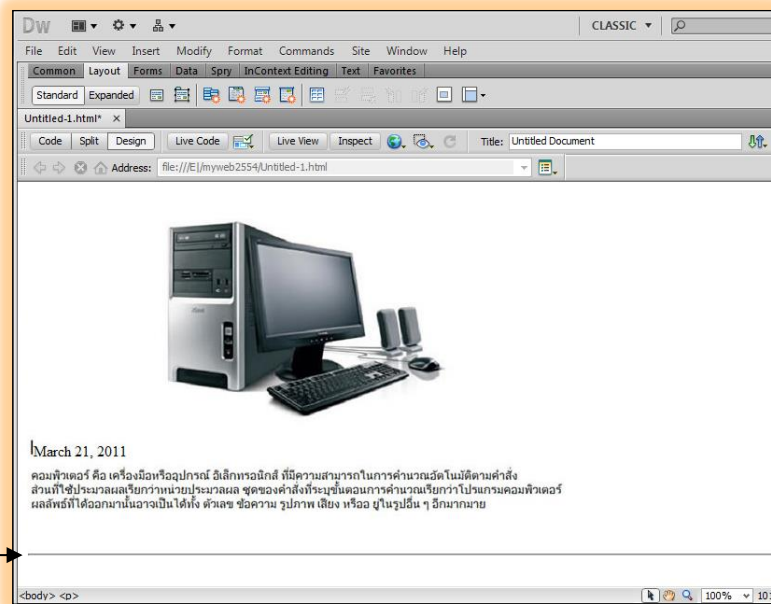 Dw CLASSIC
File Edit View Insert Modify Format Commands Site Window Help
Common Layout Forms Data Spry InContext Editing Text Favorites
Standard Expanded
Untitled-1.html* ×
Code Split Design Live Code Live View Inspect Title: Untitled Document
Address: file:///E|/myweb2554/Untitled-1.html
March 21, 2011
คอมพิวเตอร์ คือ เครื่องมือหรืออุปกรณ์ อิเล็กทรอนิกส์ ที่มีความสามารถในการคำนวณอัตโนมัติตามคำสั่ง
ส่วนที่ใช้ประมวลผลเรียกว่าหน่วยประมวลผล ชุดของคำสั่งที่ระบุขั้นตอนการคำนวณเรียกว่าโปรแกรมคอมพิวเตอร์
ผลลัพธ์ที่ได้ออกมานั้นอาจเป็นได้ทั้ง ตัวเลข ข้อความ รูปภาพ เสียง หรืออ ยู่ในรูปอื่น ๆ อีกมากมาย
<body> <p> 100%